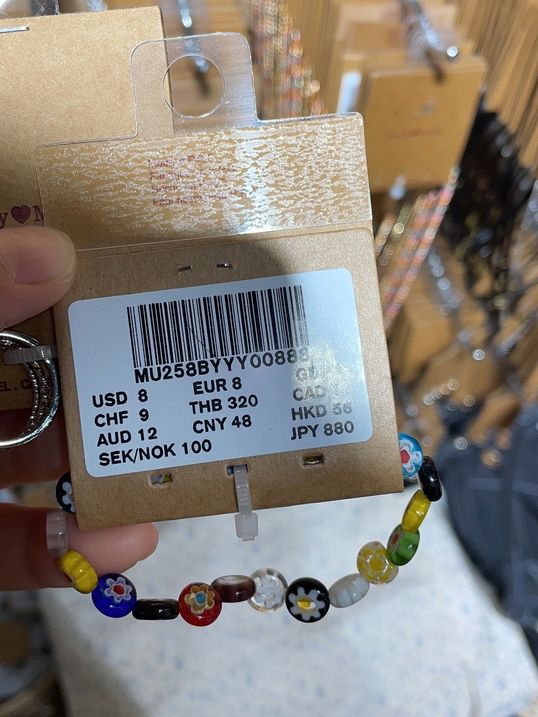 MU258BYYY00888
USD 8 EUR 8
CHF 9 THB 320 CAD
AUD 12 CNY 48 HKD 56
SEK/NOK 100 JPY 880